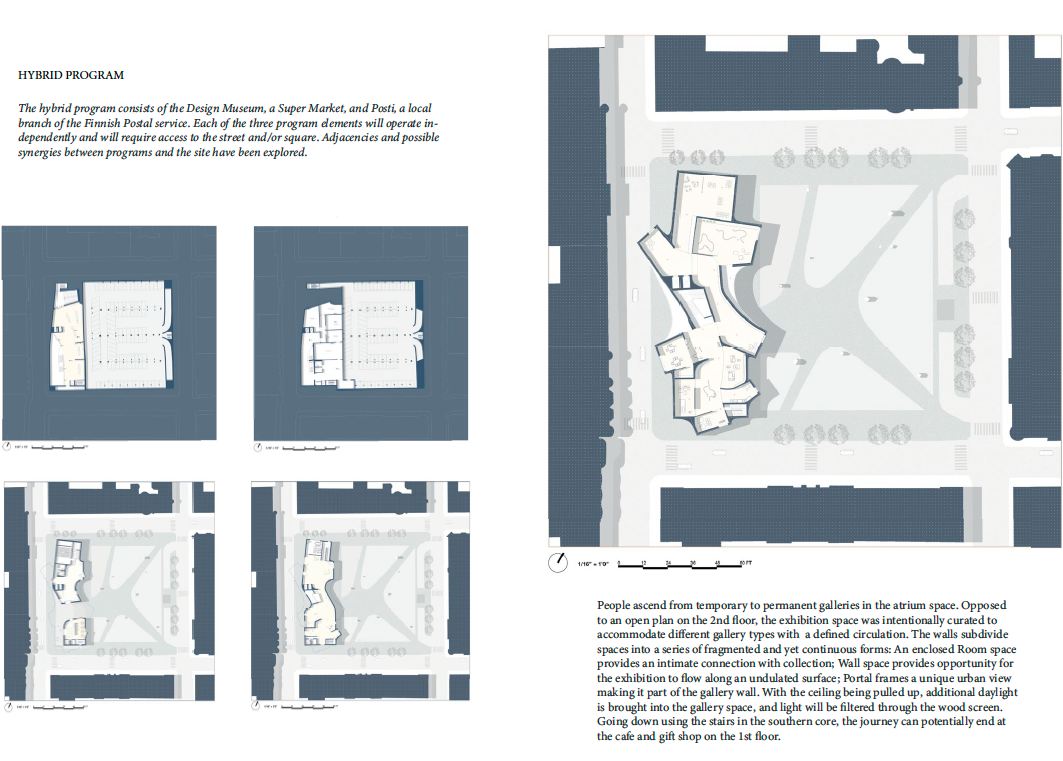 HYBRID PROGRAM
The hybrid program consists of the Design Museum, a Super Market, and Posti, a local
branch of the Finnish Postal service. Each of the three program elements will operate in-
dependently and will require access to the street and/or square. Adjacencies and possible
synergies between programs and the site have been explored.
1/16" = 1'0" 0 12 24 36 48 60 FT
People ascend from temporary to permanent galleries in the atrium space. Opposed
to an open plan on the 2nd floor, the exhibition space was intentionally curated to
accommodate different gallery types with a defined circulation. The walls subdivide
spaces into a series of fragmented and yet continuous forms: An enclosed Room space
provides an intimate connection with collection; Wall space provides opportunity for
the exhibition to flow along an undulated surface; Portal frames a unique urban view
making it part of the gallery wall. With the ceiling being pulled up, additional daylight
is brought into the gallery space, and light will be filtered through the wood screen.
Going down using the stairs in the southern core, the journey can potentially end at
the cafe and gift shop on the 1st floor.